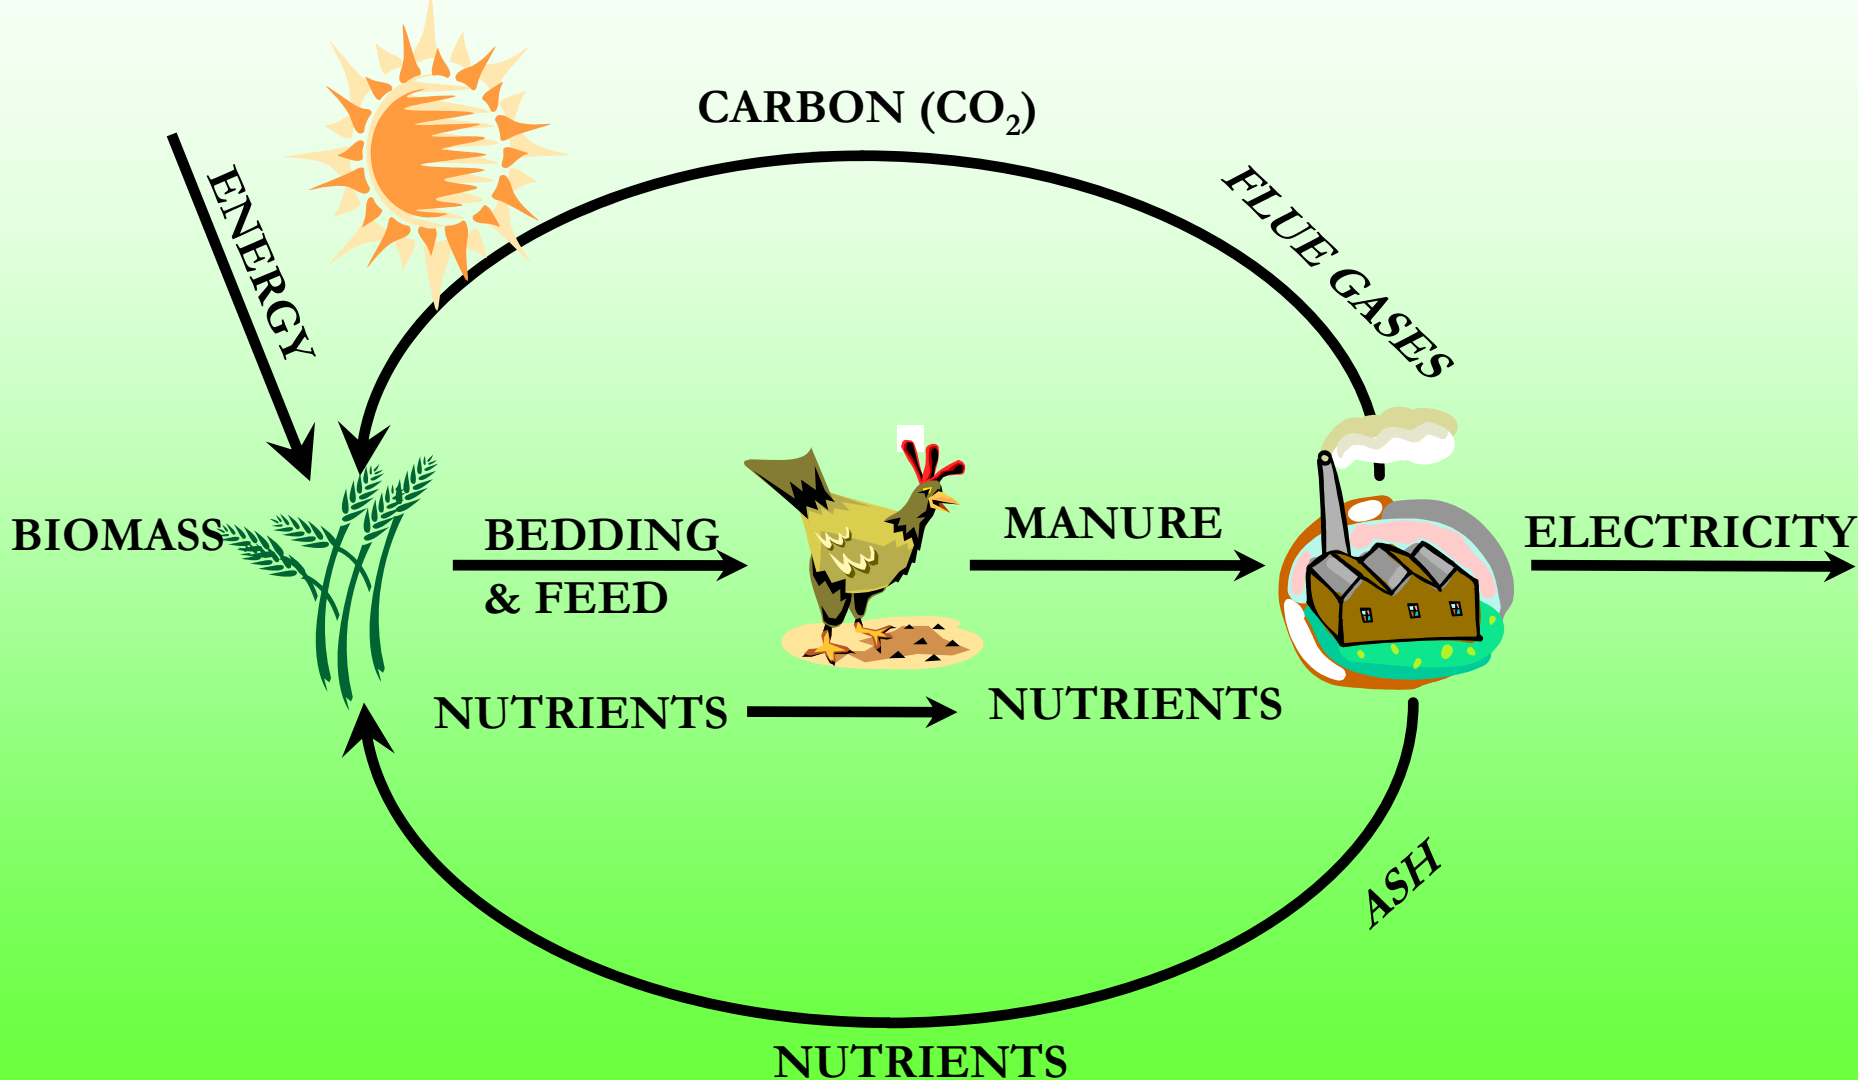 CARBON (CO₂)
FLUE GASES
ENERGY
BIOMASS
BEDDING
& FEED
MANURE
ELECTRICITY
NUTRIENTS
NUTRIENTS
ASH
NUTRIENTS